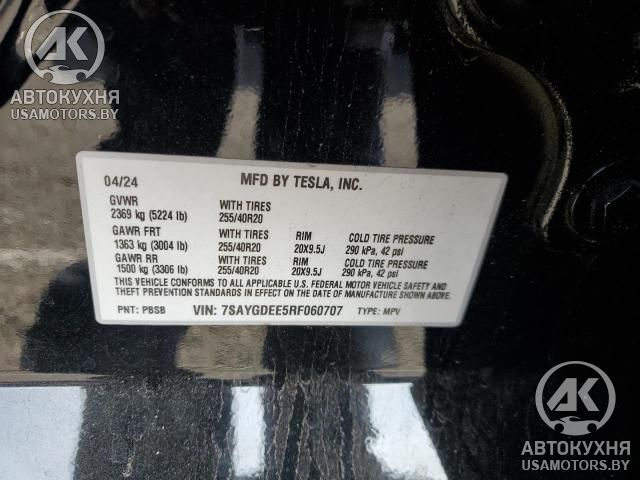 АК
АВТОКУХНЯ
USAMOTORS.BY
04/24 MFD BY TESLA, INC.
GVWR WITH TIRES
2369 kg (5224 lb) 255/40R20
GAWR FRT WITH TIRES RIM COLD TIRE PRESSURE
1363 kg (3004 lb) 255/40R20 20X9.5J 290 kPa, 42 psi
GAWR RR WITH TIRES RIM COLD TIRE PRESSURE
1500 kg (3306 lb) 255/40R20 20X9.5J 290 kPa, 42 psi
THIS VEHICLE CONFORMS TO ALL APPLICABLE U.S. FEDERAL MOTOR VEHICLE SAFETY AND
THEFT PREVENTION STANDARDS IN EFFECT ON THE DATE OF MANUFACTURE SHOWN ABOVE.
PNT: PBSB VIN: 7SAYGDEE5RF060707 TYPE: MPV
АК
АВТОКУХНЯ
USAMOTORS.BY